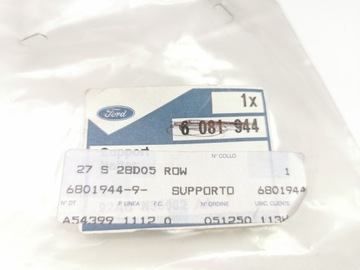 Ford
1x
6 081 944
Support
N° COLLO
27 S 28D05 ROW 1
6801944-9- SUPPORTO 6801944
N° DT P. LINEA F.C. N° ORDINE UBIC. CLIENTE
A54399 1112 0 051250 113W